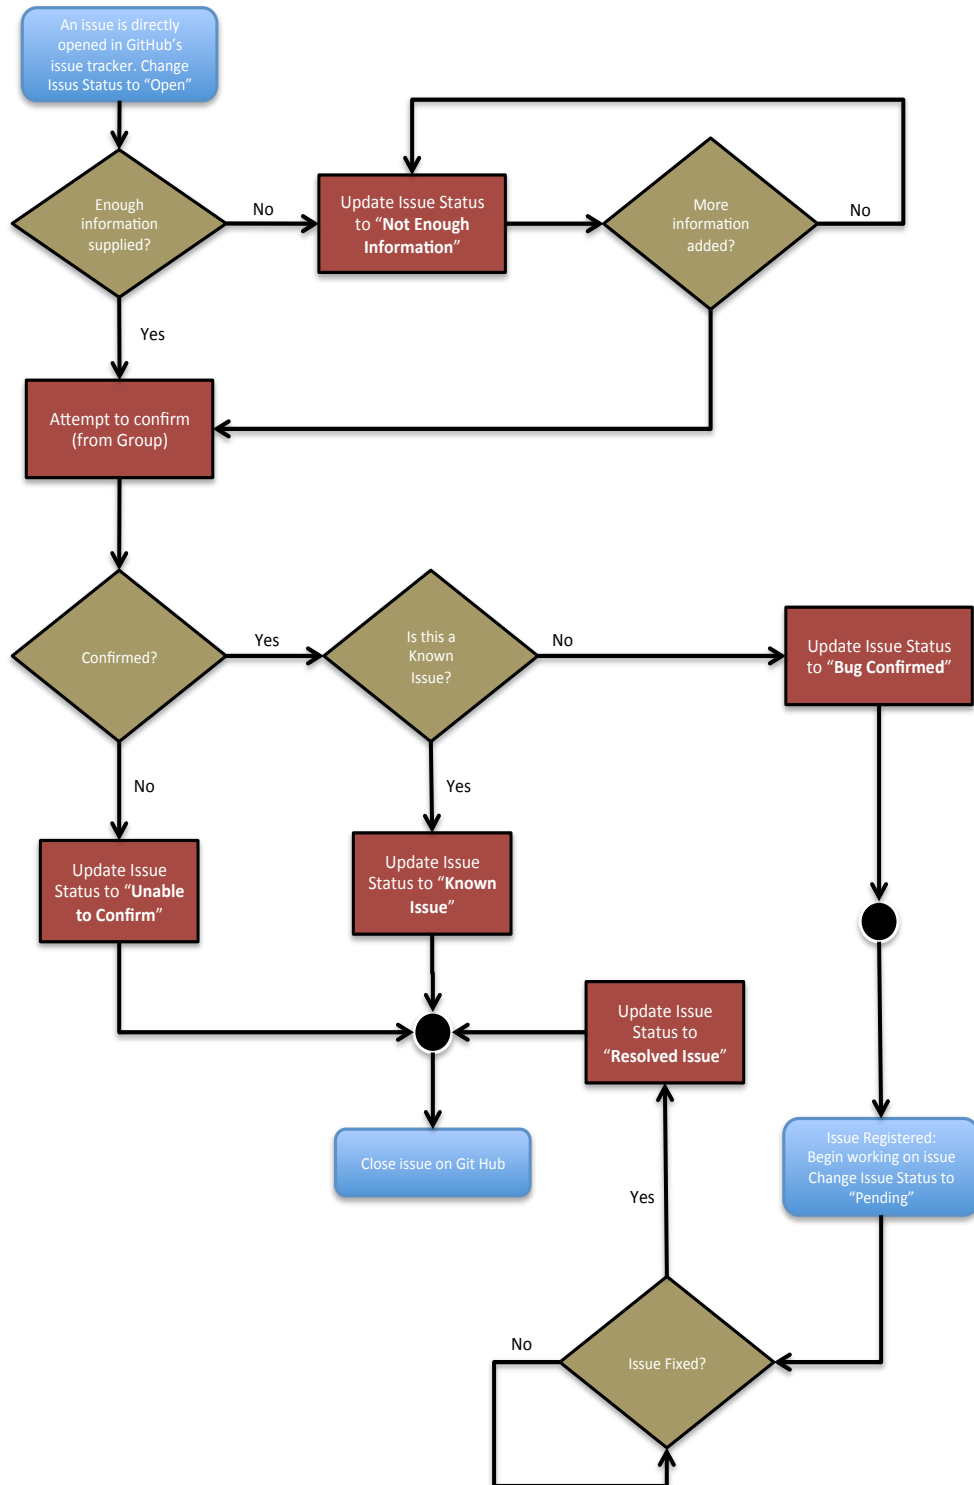 An issue is directly
opened in GitHub's
issue tracker. Change
Issus Status to “Open”
Enough
information
supplied?
No
Update Issue Status
to “Not Enough
Information”
More
information
added?
No
Yes
Attempt to confirm
(from Group)
Confirmed?
Yes
Is this a
Known
Issue?
No
Update Issue Status
to “Bug Confirmed”
No
Yes
Update Issue
Status to “Unable
to Confirm”
Update Issue
Status to “Known
Issue”
Update Issue
Status to
“Resolved Issue”
Close issue on Git Hub
Issue Registered:
Begin working on issue
Change Issue Status to
“Pending”
Yes
No
Issue Fixed?